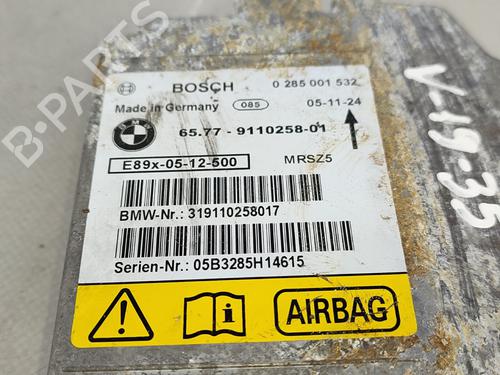 B-PARTS
BOSCH 0 285 001 532
Made in Germany 085 05-11-24
BMW 65.77 - 9110258-01
E89x-05-12-500 MRSZ5
BMW-Nr.: 319110258017
Serien-Nr.: 05B3285H14615
AIRBAG
V-19-35